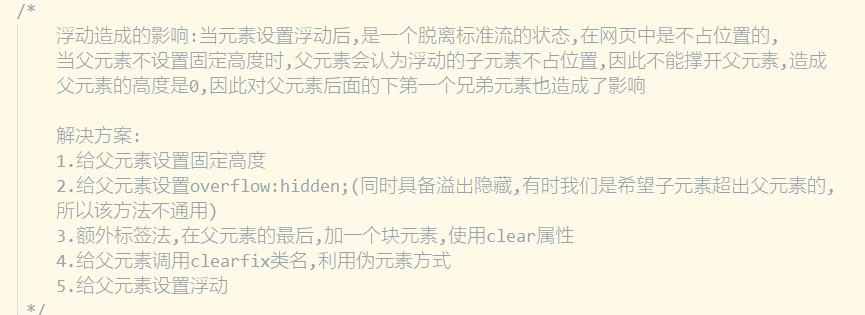 /*
浮动造成的影响:当元素设置浮动后,是一个脱离标准流的状态,在网页中是不占位置的,
当父元素不设置固定高度时,父元素会认为浮动的子元素不占位置,因此不能撑开父元素,造成
父元素的高度是0,因此对父元素后面的下第一个兄弟元素也造成了影响
解决方案:
1.给父元素设置固定高度
2.给父元素设置overflow:hidden;(同时具备溢出隐藏,有时我们是希望子元素超出父元素的,
所以该方法不通用)
3.额外标签法,在父元素的最后,加一个块元素,使用clear属性
4.给父元素调用clearfix类名,利用伪元素方式
5.给父元素设置浮动
*/